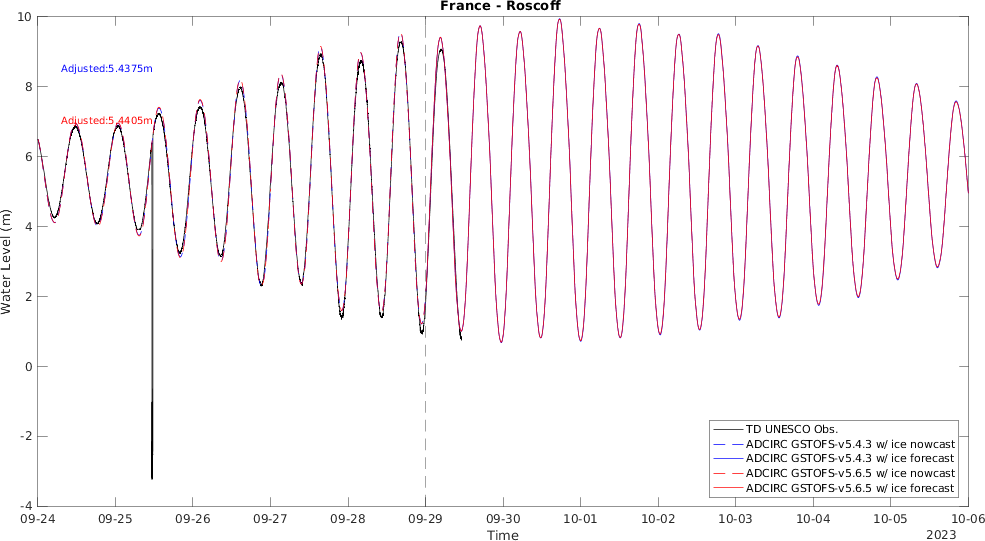 France - Roscoff
10
8
6
4
2
0
-2
-4
Water Level (m)
Adjusted:5.4375m
Adjusted:5.4405m
TD UNESCO Obs.
ADCIRC GSTOFS-v5.4.3 w/ ice nowcast
ADCIRC GSTOFS-v5.4.3 w/ ice forecast
ADCIRC GSTOFS-v5.6.5 w/ ice nowcast
ADCIRC GSTOFS-v5.6.5 w/ ice forecast
09-24 09-25 09-26 09-27 09-28 09-29 09-30 10-01 10-02 10-03 10-04 10-05 10-06
Time
2023